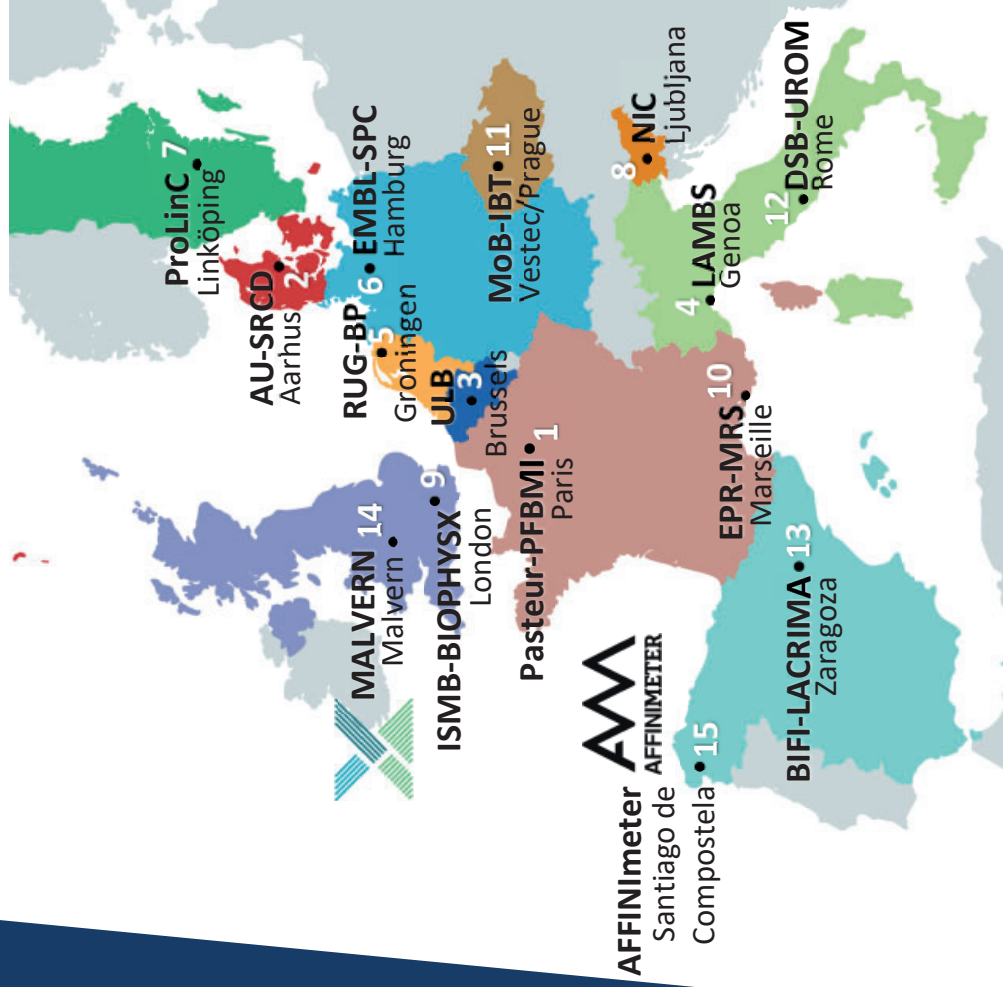 ProLinC 7
Linköping
AU-SRCD
Aarhus 2
RUG-BP 5
Groningen
6 EMBL-SPC
Hamburg
ULB
3
Brussels
MoB-IBT 11
Vestec/Prague
8 NIC
Ljubljana
4 LAMBS
Genoa
12 DSB-UROM
Rome
MALVERN 14
Malvern
ISMB-BIOPHYSX 9
London
Pasteur-PFBMI 1
Paris
EPR-MRS 10
Marseille
AFFINIMETER
AFFINImeter
Santiago de
Compostela 15
BIFI-LACRIMA 13
Zaragoza